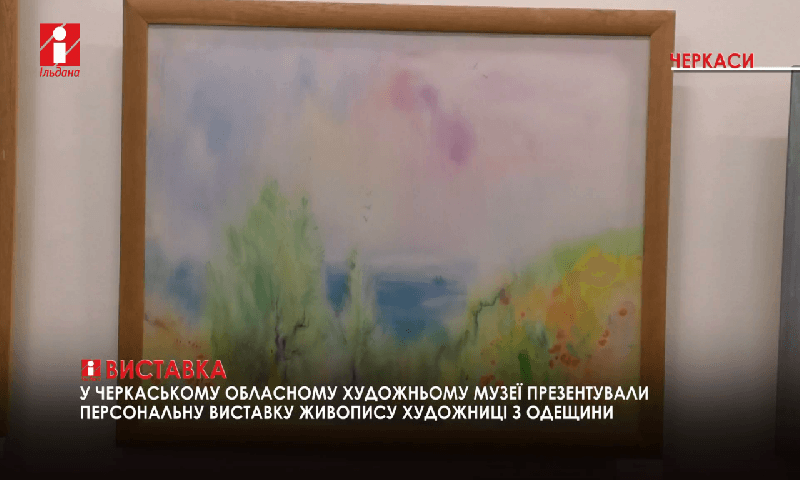 Ільдана
ЧЕРКАСИ
ВИСТАВКА
У ЧЕРКАСЬКОМУ ОБЛАСНОМУ ХУДОЖНЬОМУ МУЗЕЇ ПРЕЗЕНТУВАЛИ
ПЕРСОНАЛЬНУ ВИСТАВКУ ЖИВОПИСУ ХУДОЖНИЦІ З ОДЕЩИНИ